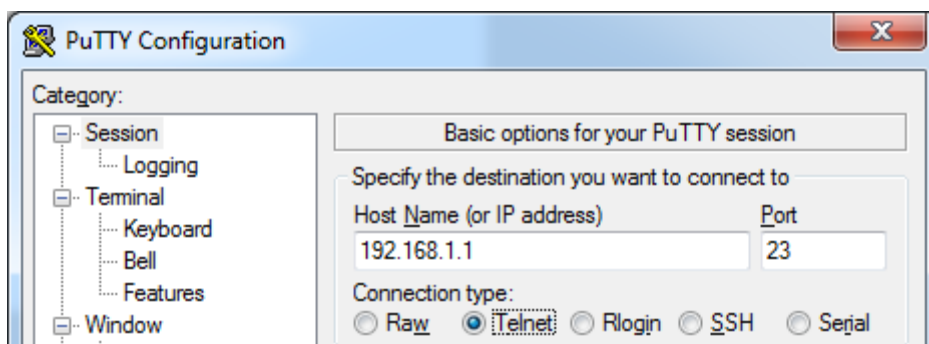 PuTTY Configuration
Category:
Session
Logging
Terminal
Keyboard
Bell
Features
Window
Basic options for your PuTTY session
Specify the destination you want to connect to
Host Name (or IP address) Port
192.168.1.1 23
Connection type:
Raw Telnet Rlogin SSH Serial